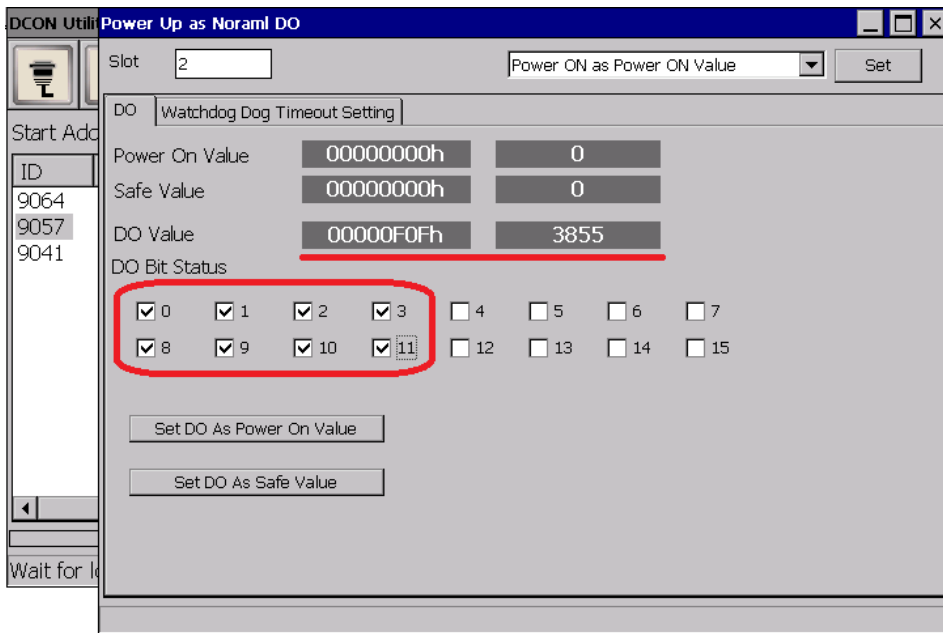 DCON Utili
Power Up as Noraml DO
Slot 2 Power ON as Power ON Value Set
DO Watchdog Dog Timeout Setting
Start Add
ID
9064
9057
9041
Power On Value 00000000h 0
Safe Value 00000000h 0
DO Value 00000F0Fh 3855
DO Bit Status
0 1 2 3 4 5 6 7
8 9 10 11 12 13 14 15
Set DO As Power On Value
Set DO As Safe Value
Wait for l